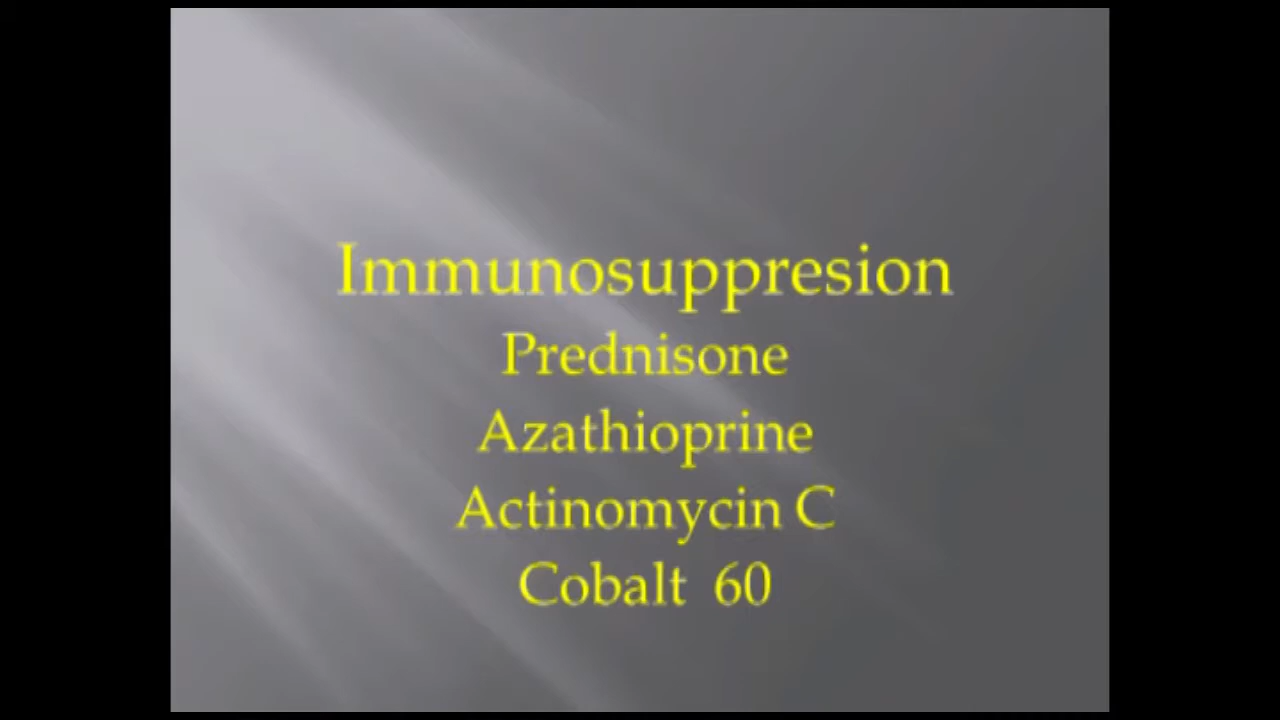 Immunosuppresion
Prednisone
Azathioprine
Actinomycin C
Cobalt 60